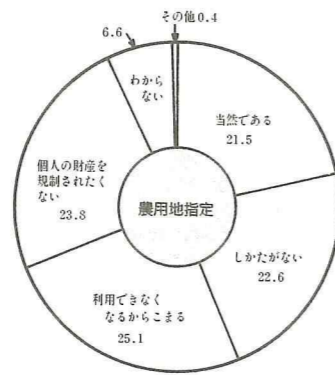 その他0.4
6.6
わから
ない
当然である
21.5
個人の財産を
規制されたく
ない
23.8
農用地指定
しかたがない
22.6
利用できなく
なるからこまる
25.1